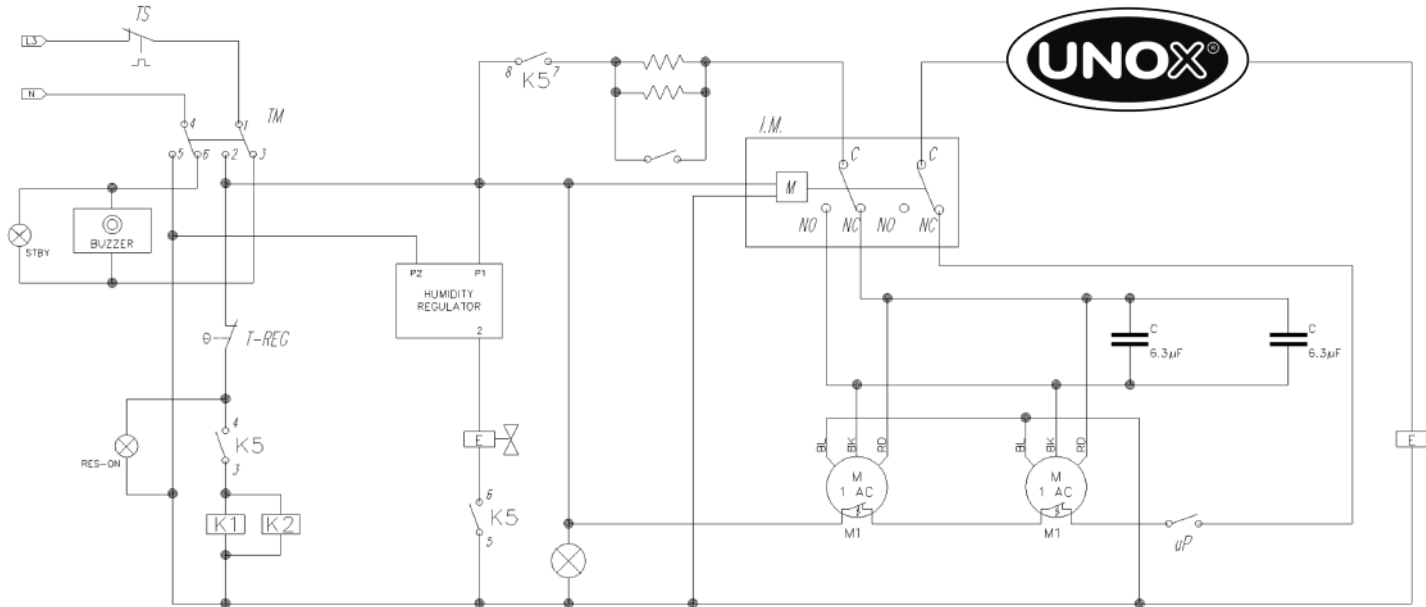 TS
L3
N
TM
4
1
5
6
2
3
STBY
BUZZER
T-REG
θ
RES-ON
4
K5
3
K1
K2
8
K5
7
P2
P1
HUMIDITY
REGULATOR
2
E
6
K5
5
UNOX®
I.M.
C
C
M
NO
NC
NO
NC
C
6.3µF
C
6.3µF
BL
BK
RD
BL
BK
RD
M
1 AC
M
1 AC
M1
M1
uP
E